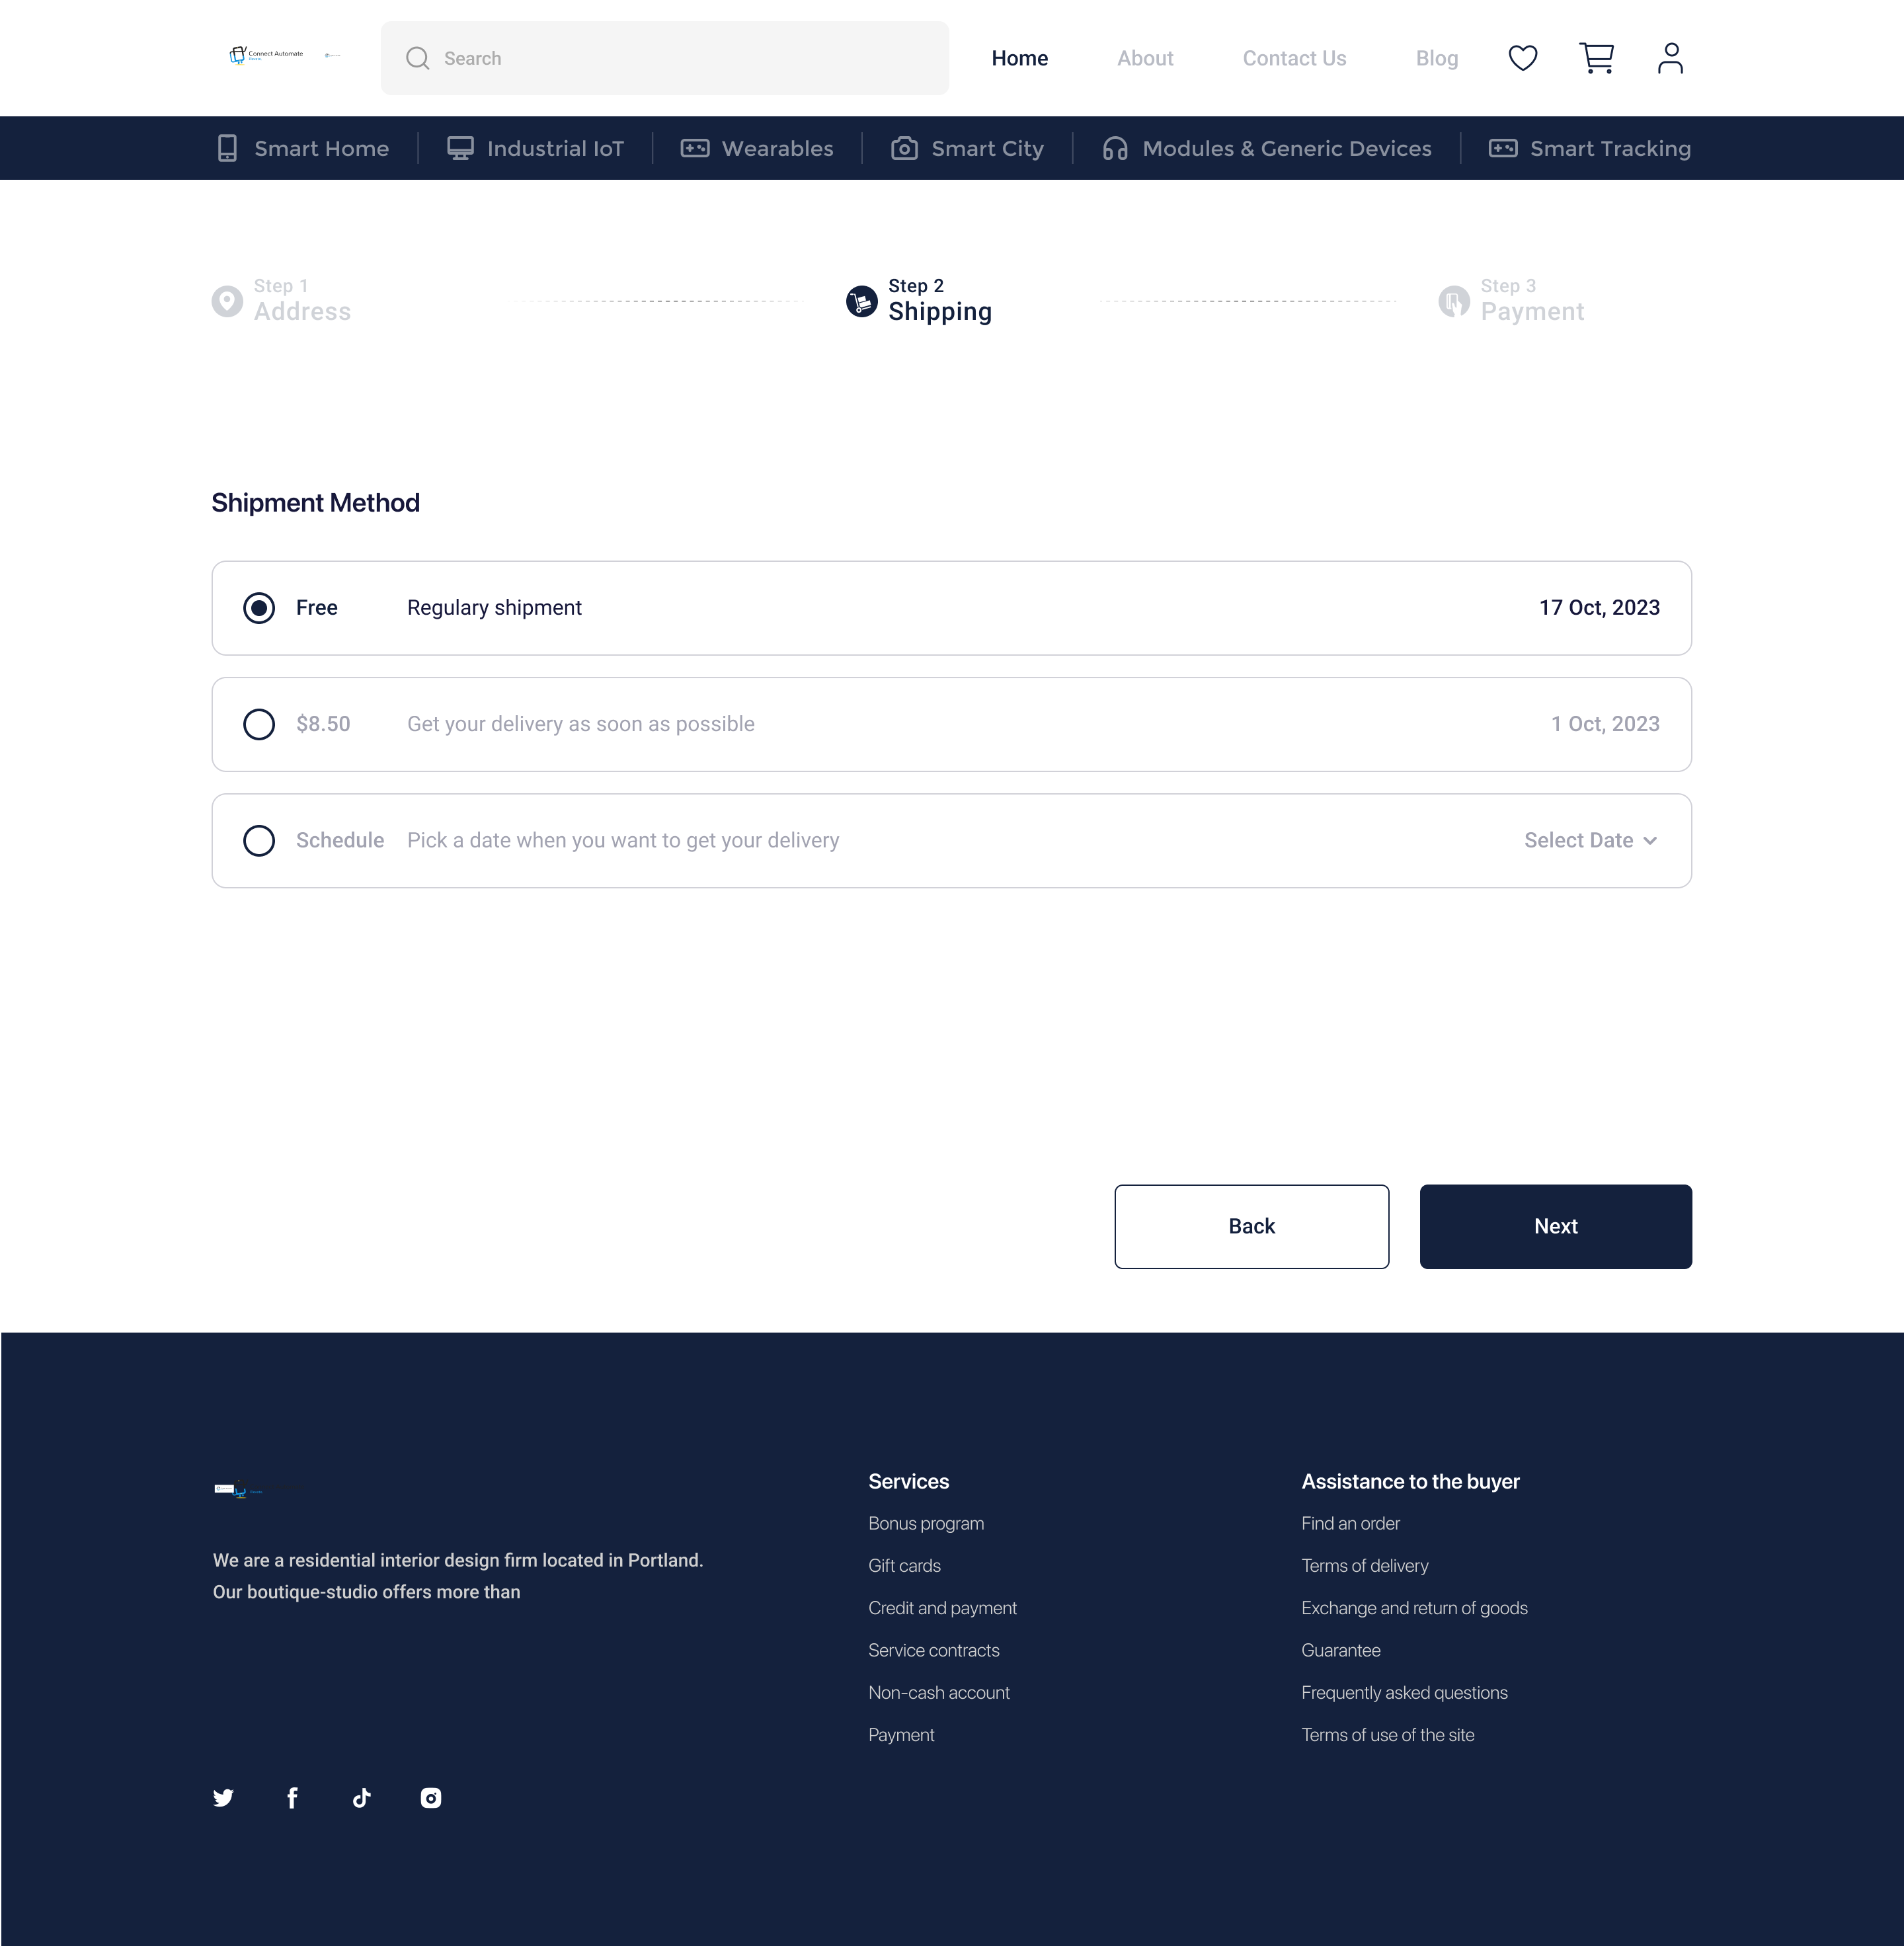 Connect Automate
Search
Home
About
Contact Us
Blog
Smart Home
Industrial IoT
Wearables
Smart City
Modules & Generic Devices
Smart Tracking
Step 1
Address
Step 2
Shipping
Step 3
Payment
Shipment Method
Free Regulary shipment 17 Oct, 2023
$8.50 Get your delivery as soon as possible 1 Oct, 2023
Schedule Pick a date when you want to get your delivery Select Date
Back
Next
We are a residential interior design firm located in Portland.
Our boutique-studio offers more than
Services
Bonus program
Gift cards
Credit and payment
Service contracts
Non-cash account
Payment
Assistance to the buyer
Find an order
Terms of delivery
Exchange and return of goods
Guarantee
Frequently asked questions
Terms of use of the site